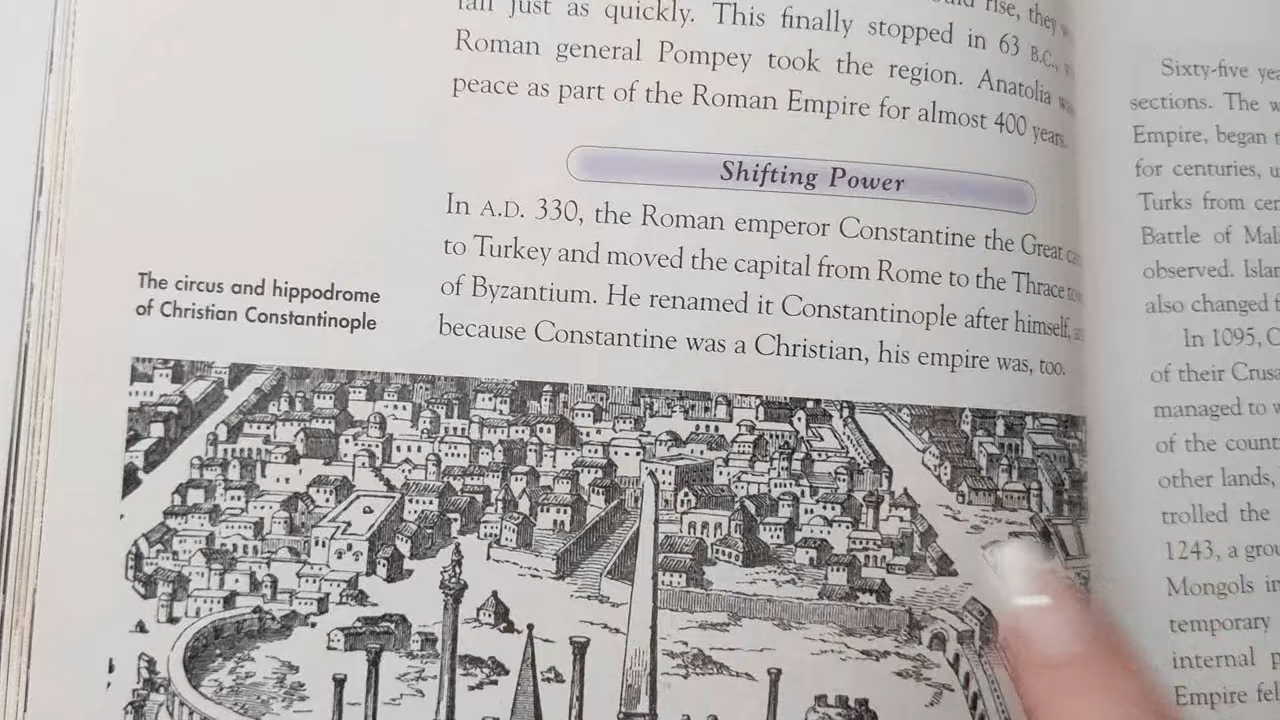 rise, they
fall just as quickly. This finally stopped in 63 B.C.,
Roman general Pompey took the region. Anatolia
peace as part of the Roman Empire for almost 400 years.
Shifting Power
In A.D. 330, the Roman emperor Constantine the Great
to Turkey and moved the capital from Rome to the Thrace
of Byzantium. He renamed it Constantinople after himself,
because Constantine was a Christian, his empire was, too.
The circus and hippodrome
of Christian Constantinople
Sixty-five
sections. The
Empire, began
for centuries,
Turks from
Battle of
observed.
also changed
In 1095,
of their
managed to
of the
other lands,
trolled the
1243, a
Mongols
temporary
internal
Empire